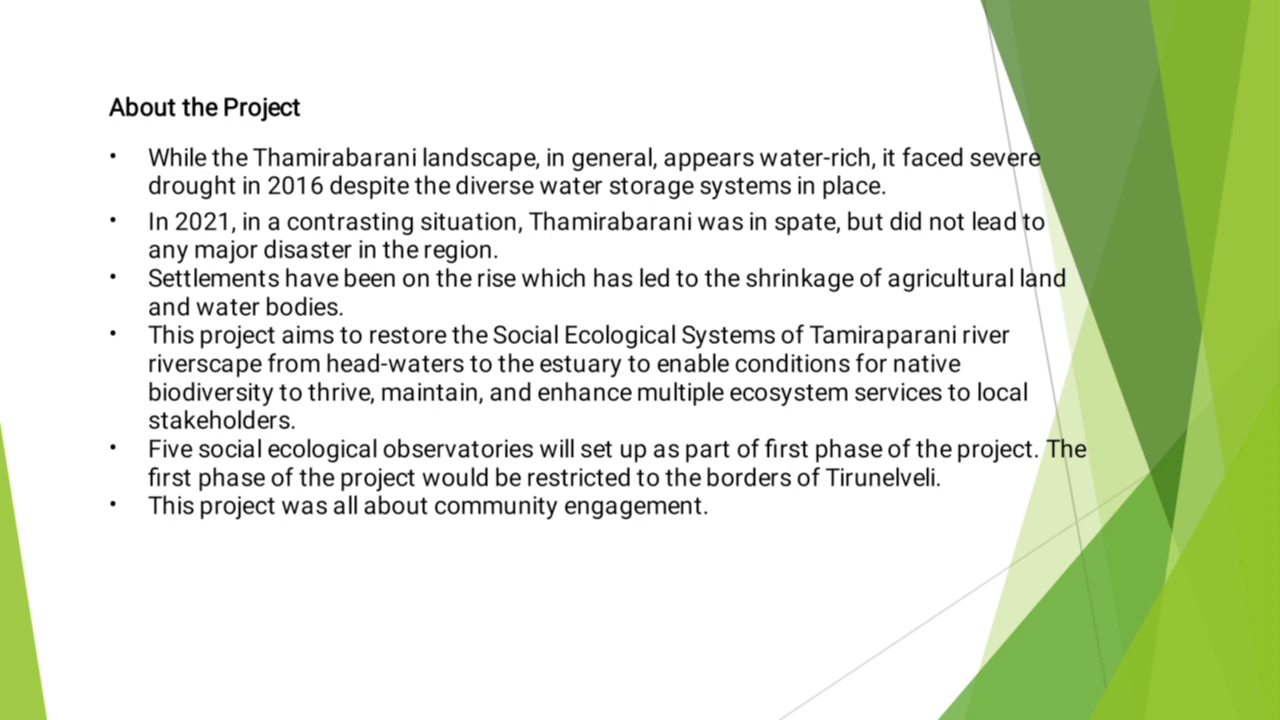 About the Project
• While the Thamirabarani landscape, in general, appears water-rich, it faced severe
drought in 2016 despite the diverse water storage systems in place.
• In 2021, in a contrasting situation, Thamirabarani was in spate, but did not lead to
any major disaster in the region.
• Settlements have been on the rise which has led to the shrinkage of agricultural land
and water bodies.
• This project aims to restore the Social Ecological Systems of Tamiraparani river
riverscape from head-waters to the estuary to enable conditions for native
biodiversity to thrive, maintain, and enhance multiple ecosystem services to local
stakeholders.
• Five social ecological observatories will set up as part of first phase of the project. The
first phase of the project would be restricted to the borders of Tirunelveli.
• This project was all about community engagement.